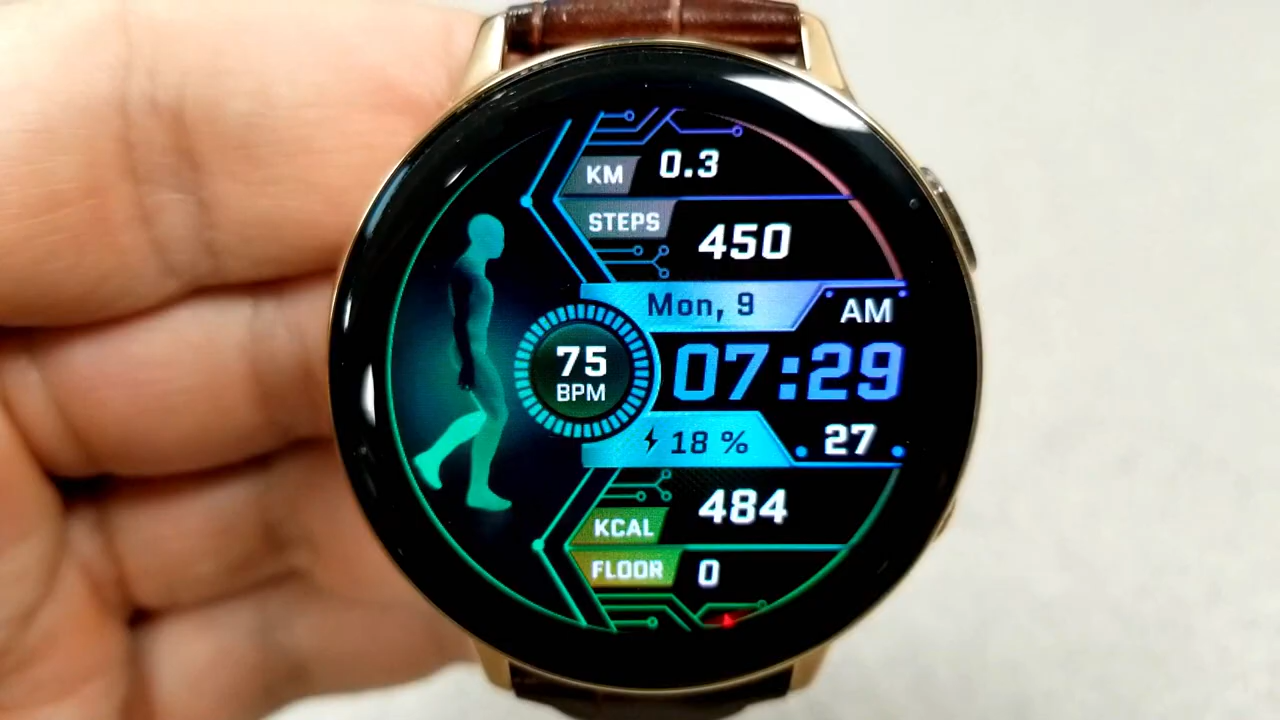 KM 0.3
STEPS 450
Mon, 9
AM
75
BPM
07:29
18 %
27
484
KCAL
FLOOR 0